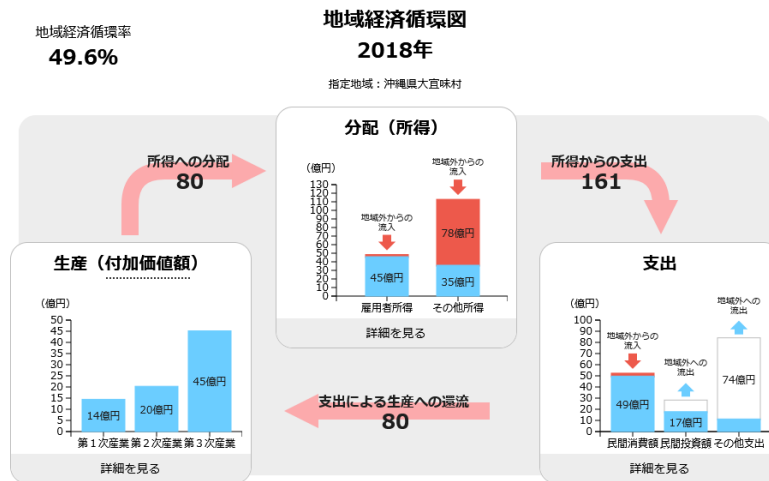 地域経済循環図
2018年
地域経済循環率
49.6%
指定地域：沖縄県大宜味村
分配（所得）
所得への分配
80
所得からの支出
161
（億円）
130
120
110
100
90
80
70
60
50
40
30
20
10
0
地域外からの
流入
地域外からの
流入
78億円
45億円
35億円
雇用者所得
その他所得
詳細を見る
生産（付加価値額）
（億円）
50
45
40
35
30
25
20
15
10
5
0
14億円
20億円
45億円
第１次産業
第２次産業
第３次産業
詳細を見る
支出による生産への還流
80
支出
（億円）
100
90
80
70
60
50
40
30
20
10
0
地域外からの
流入
地域外への
流出
地域外への
流出
49億円
17億円
74億円
民間消費額
民間投資額
その他支出
詳細を見る